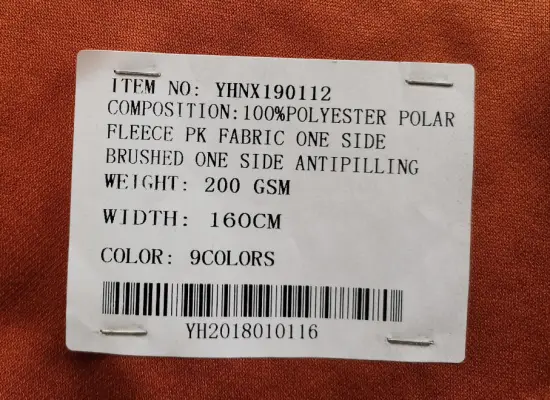 ITEM NO: YHNX190112
COMPOSITION:100%POLYESTER POLAR
FLEECE PK FABRIC ONE SIDE
BRUSHED ONE SIDE ANTIPILLING
WEIGHT: 200 GSM
WIDTH: 160CM
COLOR: 9COLORS
YH2018010116